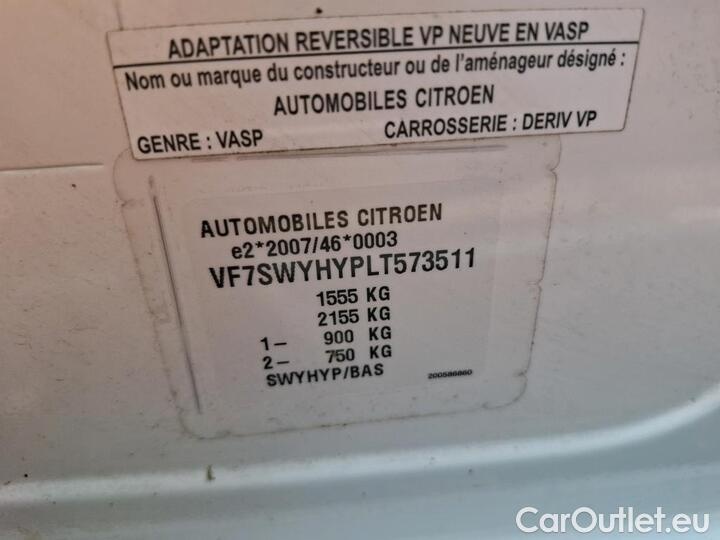 ADAPTATION REVERSIBLE VP NEUVE EN VASP
Nom ou marque du constructeur ou de l'aménageur désigné :
AUTOMOBILES CITROEN
GENRE : VASP CARROSSERIE : DERIV VP
AUTOMOBILES CITROEN
e2*2007/46*0003
VF7SWYHYPLT573511
1555 KG
2155 KG
1- 900 KG
2- 750 KG
SWYHYP/BAS 200586860
CarOutlet.eu